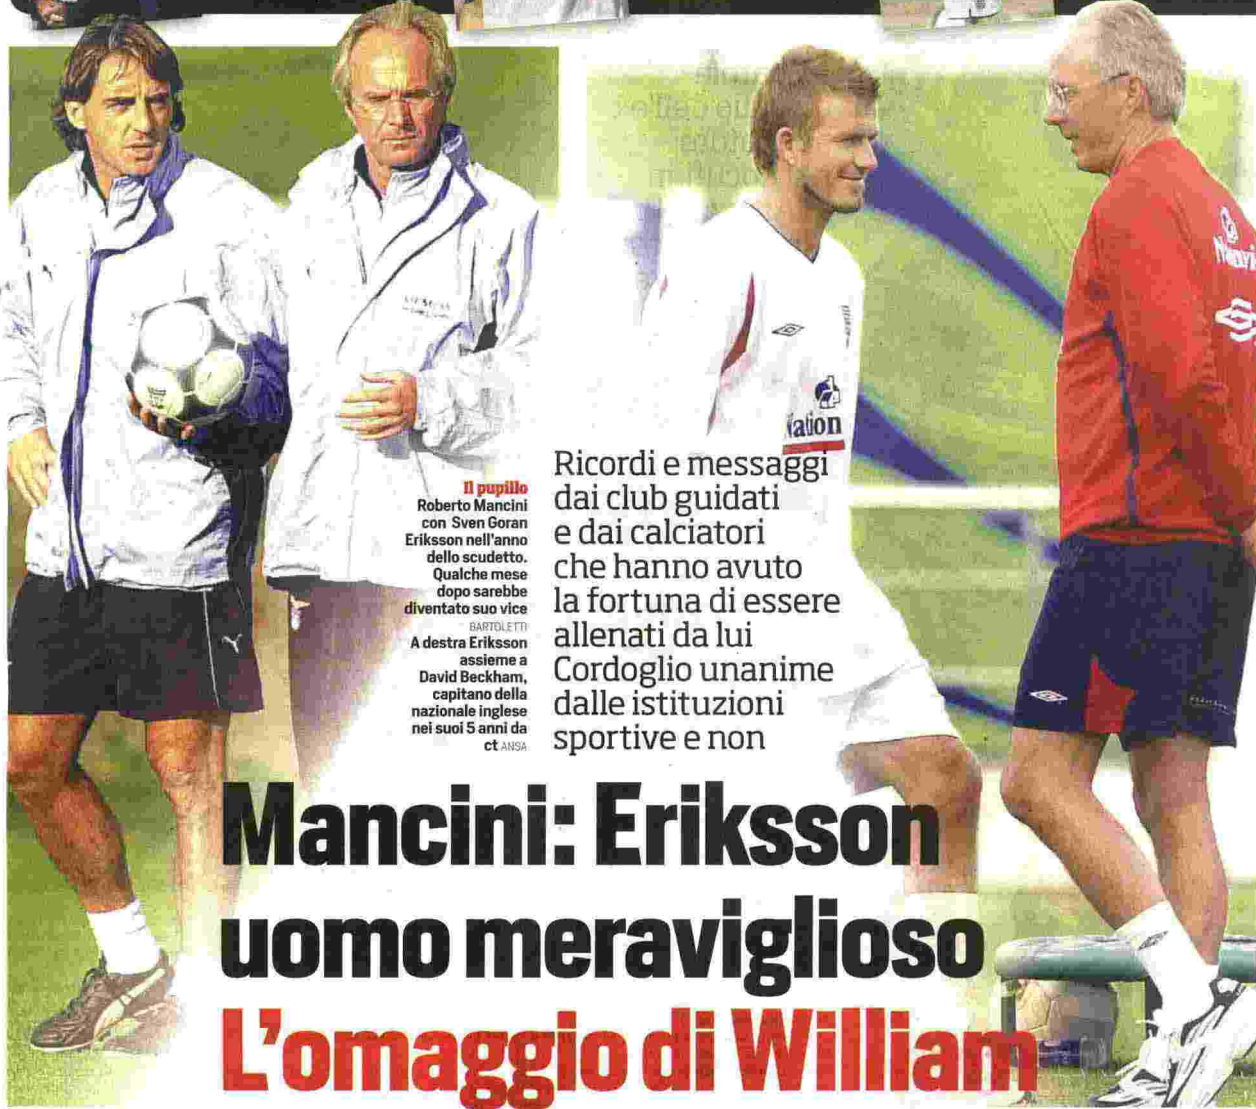 Il pupillo
Roberto Mancini
con Sven Goran
Eriksson nell'anno
dello scudetto.
Qualche mese
dopo sarebbe
diventato suo vice
BARTOLETTI
A destra Eriksson
assieme a
David Beckham,
capitano della
nazionale inglese
nei suoi 5 anni da
ct ANSA
Nation
Ricordi e messaggi
dai club guidati
e dai calciatori
che hanno avuto
la fortuna di essere
allenati da lui
Cordoglio unanime
dalle istituzioni
sportive e non
Mancini: Eriksson
uomo meraviglioso
L'omaggio di William